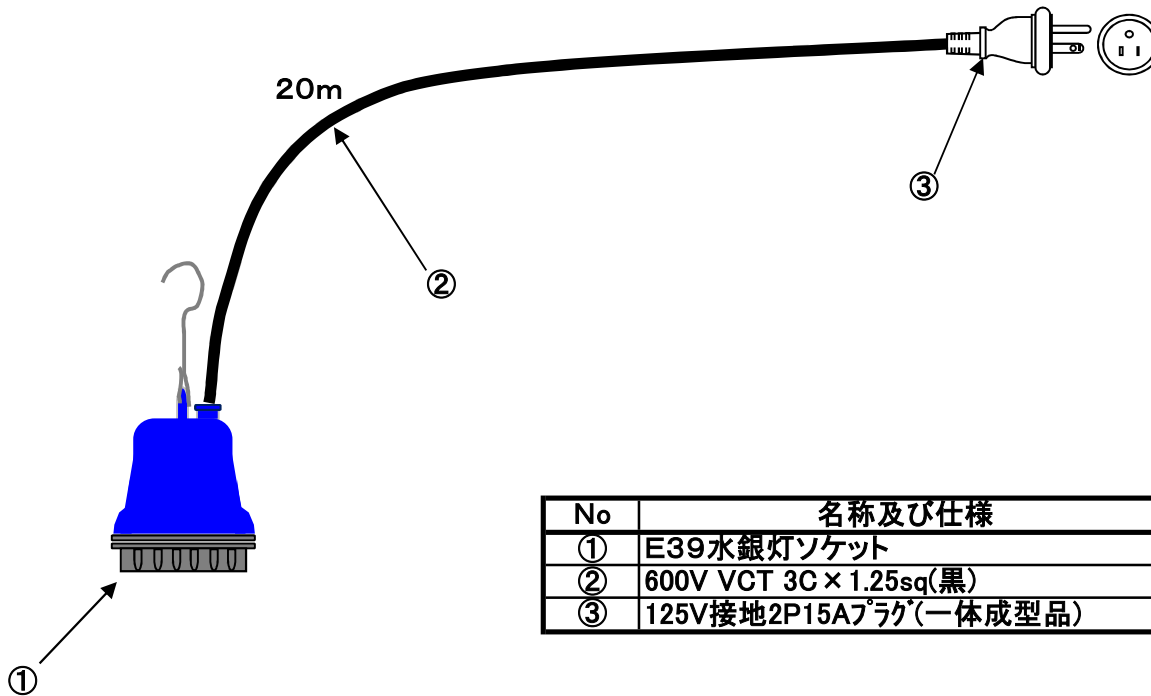 20m
③
②
No 名称及び仕様
① E39水銀灯ソケット
② 600V VCT 3C×1.25sq(黒)
③ 125V接地2P15Aﾌﾟﾗｸﾞ(一体成型品)
①